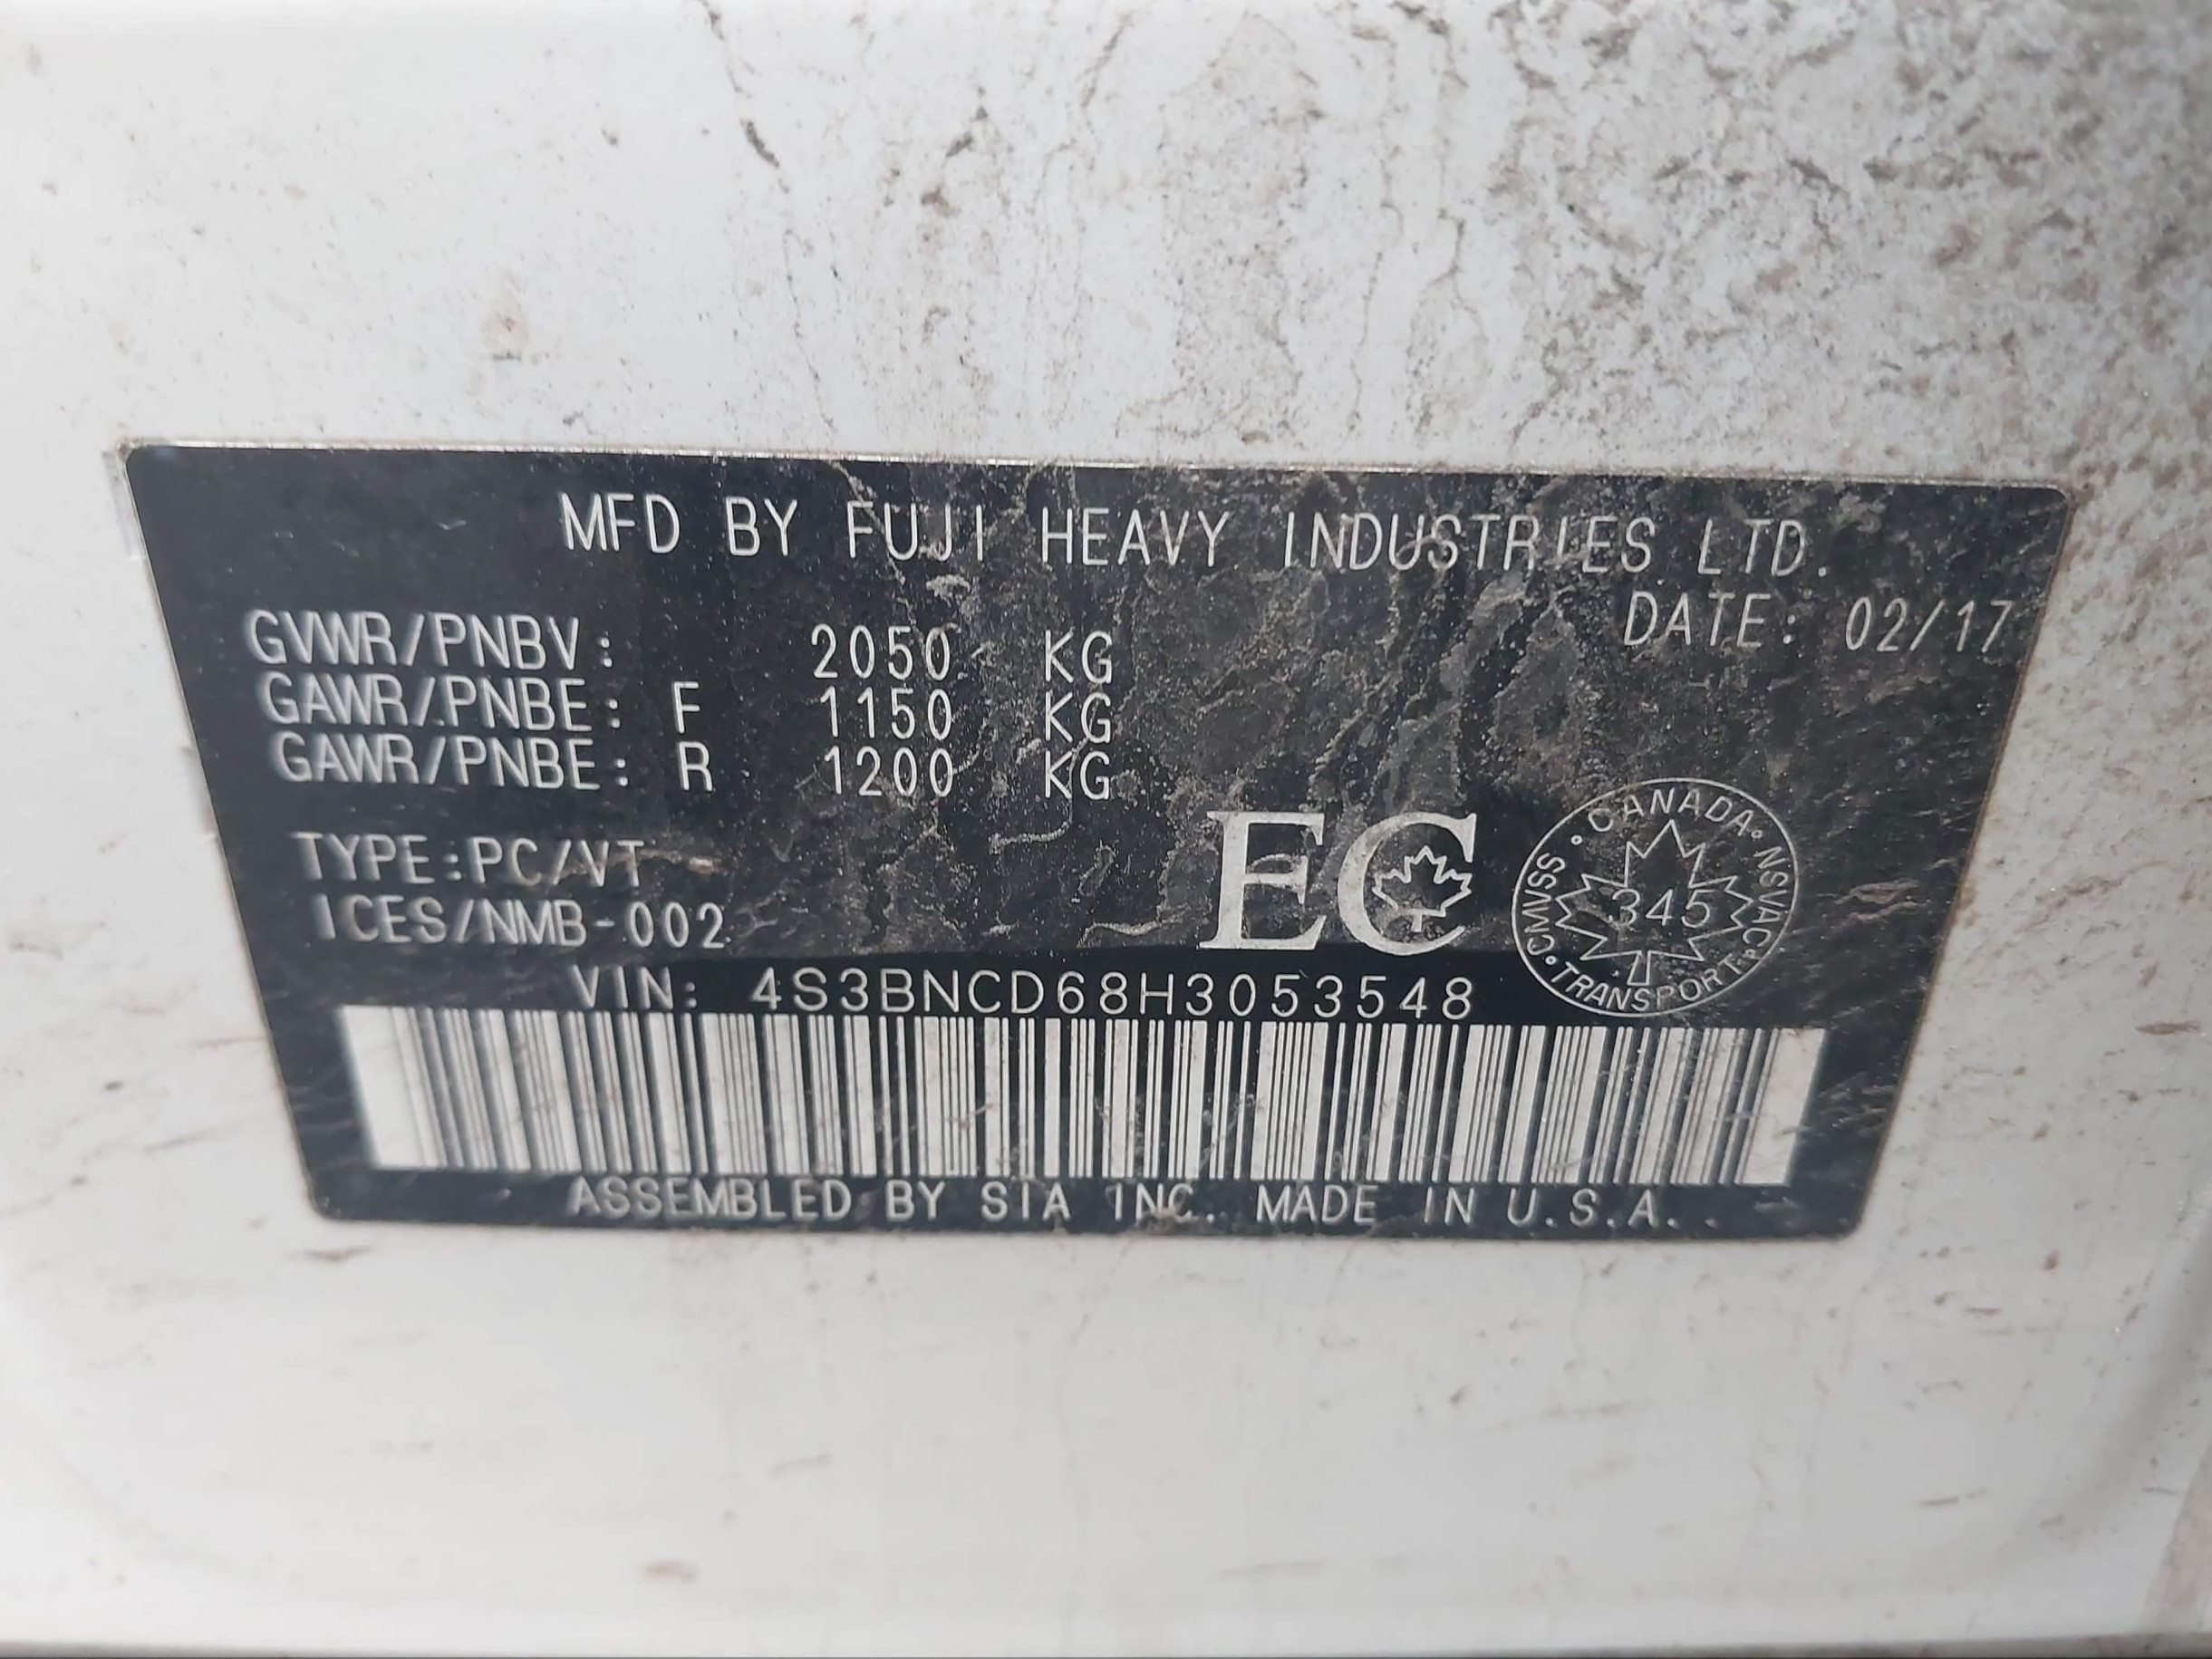 MFD BY FUJI HEAVY INDUSTRIES LTD.
DATE: 02/17
GVWR/PNBV: 2050 KG
GAWR/PNBE: F 1150 KG
GAWR/PNBE: R 1200 KG
TYPE:PC/VT
ICES/NMB-002
EC
CANADA
CMVSS 345 NSVAC
TRANSPORT
VIN: 4S3BNCD68H3053548
ASSEMBLED BY SIA INC. MADE IN U.S.A.